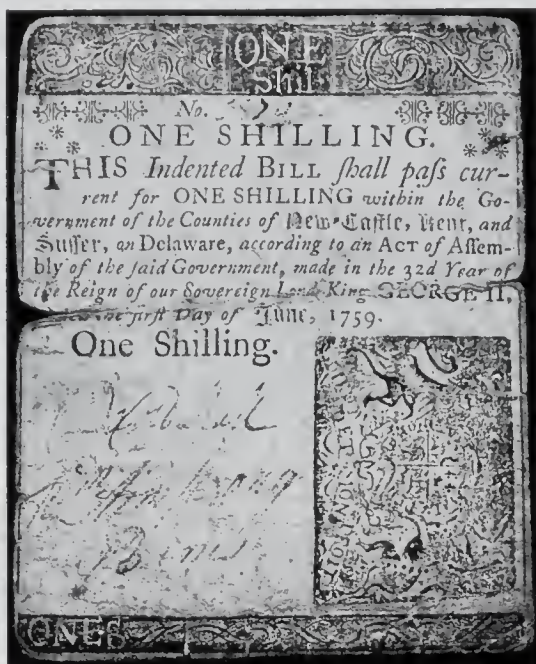 ONE
Shil
No.
ONE SHILLING.
THIS Indented BILL ſhall paſs cur-
rent for ONE SHILLING within the Go-
vernment of the Counties of New-Caſtle, Kent, and
Suſſex, on Delaware, according to an ACT of Aſſem-
bly of the ſaid Government, made in the 32d Year of
the Reign of our Sovereign Lord King GEORGE II.
the firſt Day of June, 1759.
One Shilling.
ONE S